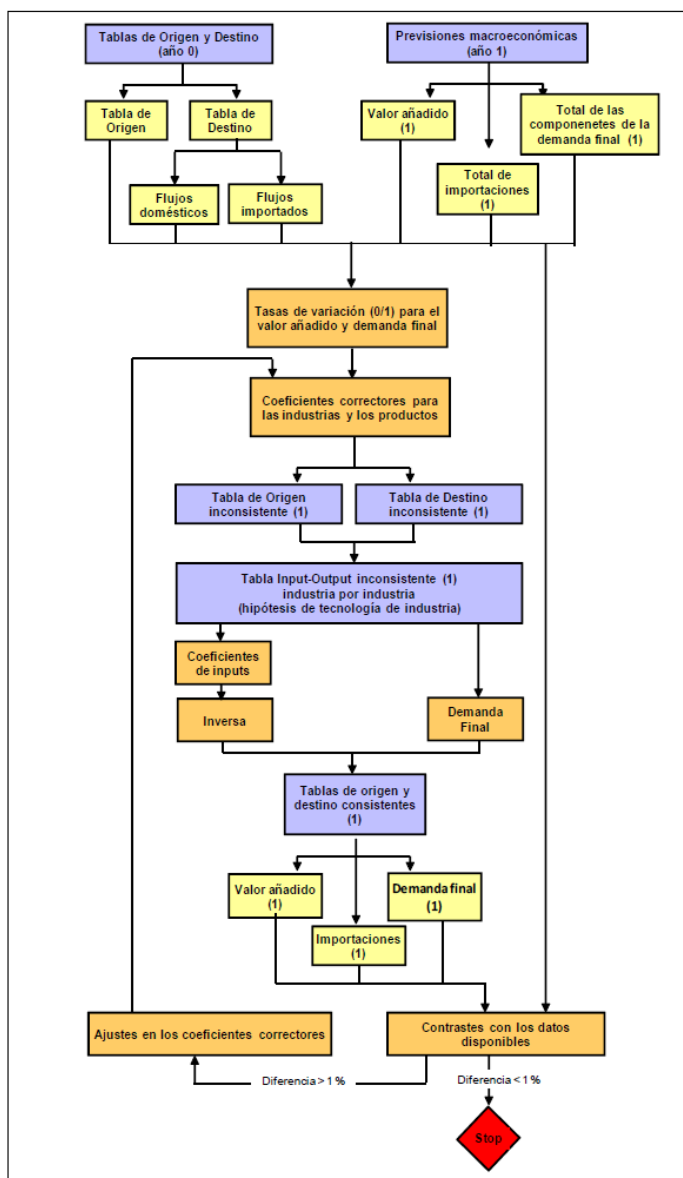 Tablas de Origen y Destino
(año 0)
Previsiones macroeconómicas
(año 1)
Tabla de
Origen
Tabla de
Destino
Valor añadido
(1)
Total de las
componenetes de la
demanda final (1)
Flujos
domésticos
Flujos
importados
Total de
importaciones
(1)
Tasas de variación (0/1) para el
valor añadido y demanda final
Coeficientes correctores para
las industrias y los productos
Tabla de Origen
inconsistente (1)
Tabla de Destino
inconsistente (1)
Tabla Input-Output inconsistente (1)
industria por industria
(hipótesis de tecnología de industria)
Coeficientes
de inputs
Inversa
Demanda
Final
Tablas de origen y
destino consistentes
(1)
Valor añadido
(1)
Demanda final
(1)
Importaciones
(1)
Ajustes en los coeficientes correctores
Contrastes con los datos
disponibles
Diferencia > 1 %
Diferencia < 1 %
Stop